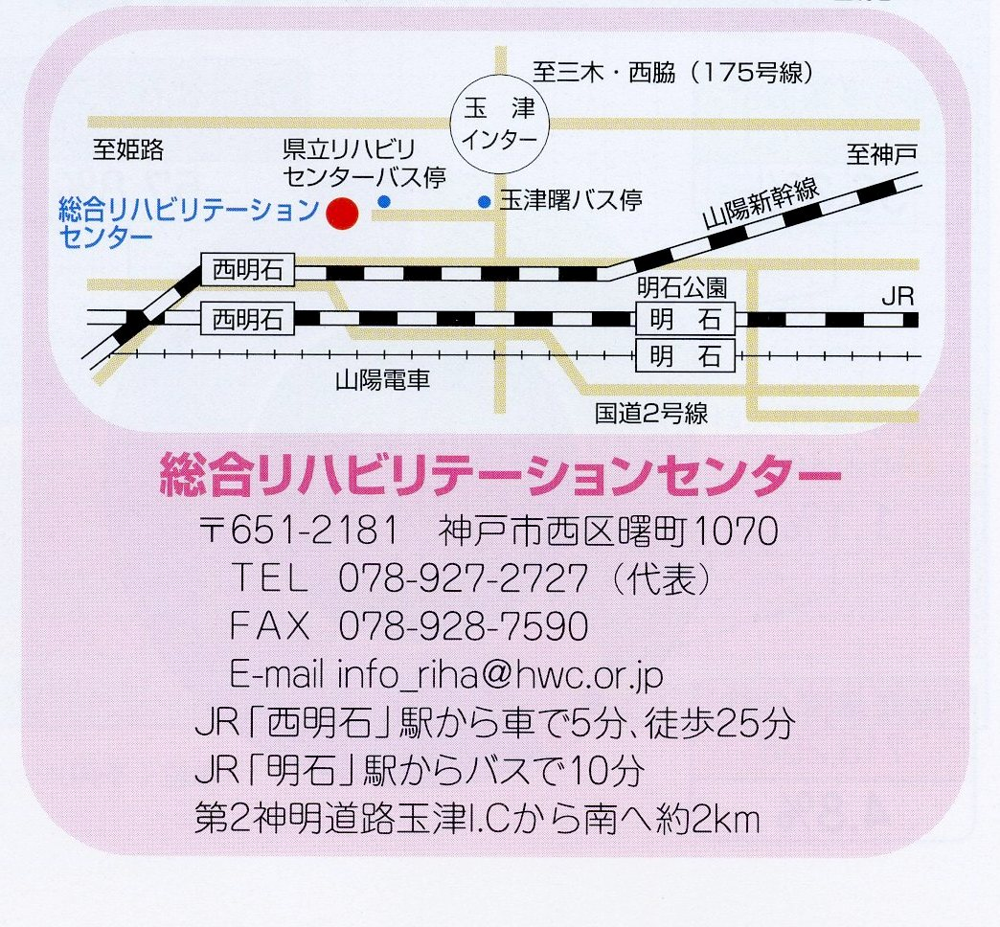 至三木・西脇（175号線）
玉　津
インター
至姫路
県立リハビリ
センターバス停
至神戸
総合リハビリテーション
センター
玉津曙バス停
山陽新幹線
西明石
明石公園
JR
西明石
明　石
明　石
山陽電車
国道2号線
総合リハビリテーションセンター
〒651-2181　神戸市西区曙町1070
TEL　078-927-2727（代表）
FAX　078-928-7590
E-mail info_riha@hwc.or.jp
JR「西明石」駅から車で5分、徒歩25分
JR「明石」駅からバスで10分
第2神明道路玉津I.Cから南へ約2km